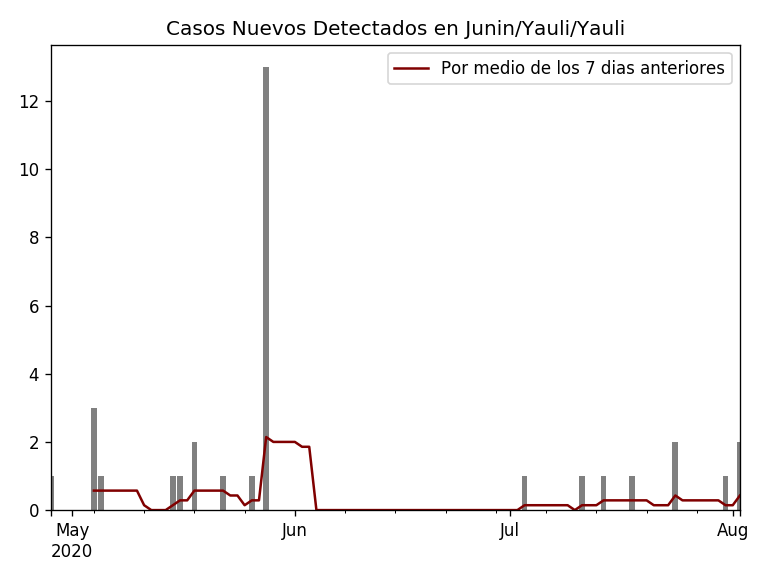 Casos Nuevos Detectados en Junin/Yauli/Yauli
Por medio de los 7 dias anteriores
12
10
8
6
4
2
0
May Jun Jul Aug
2020